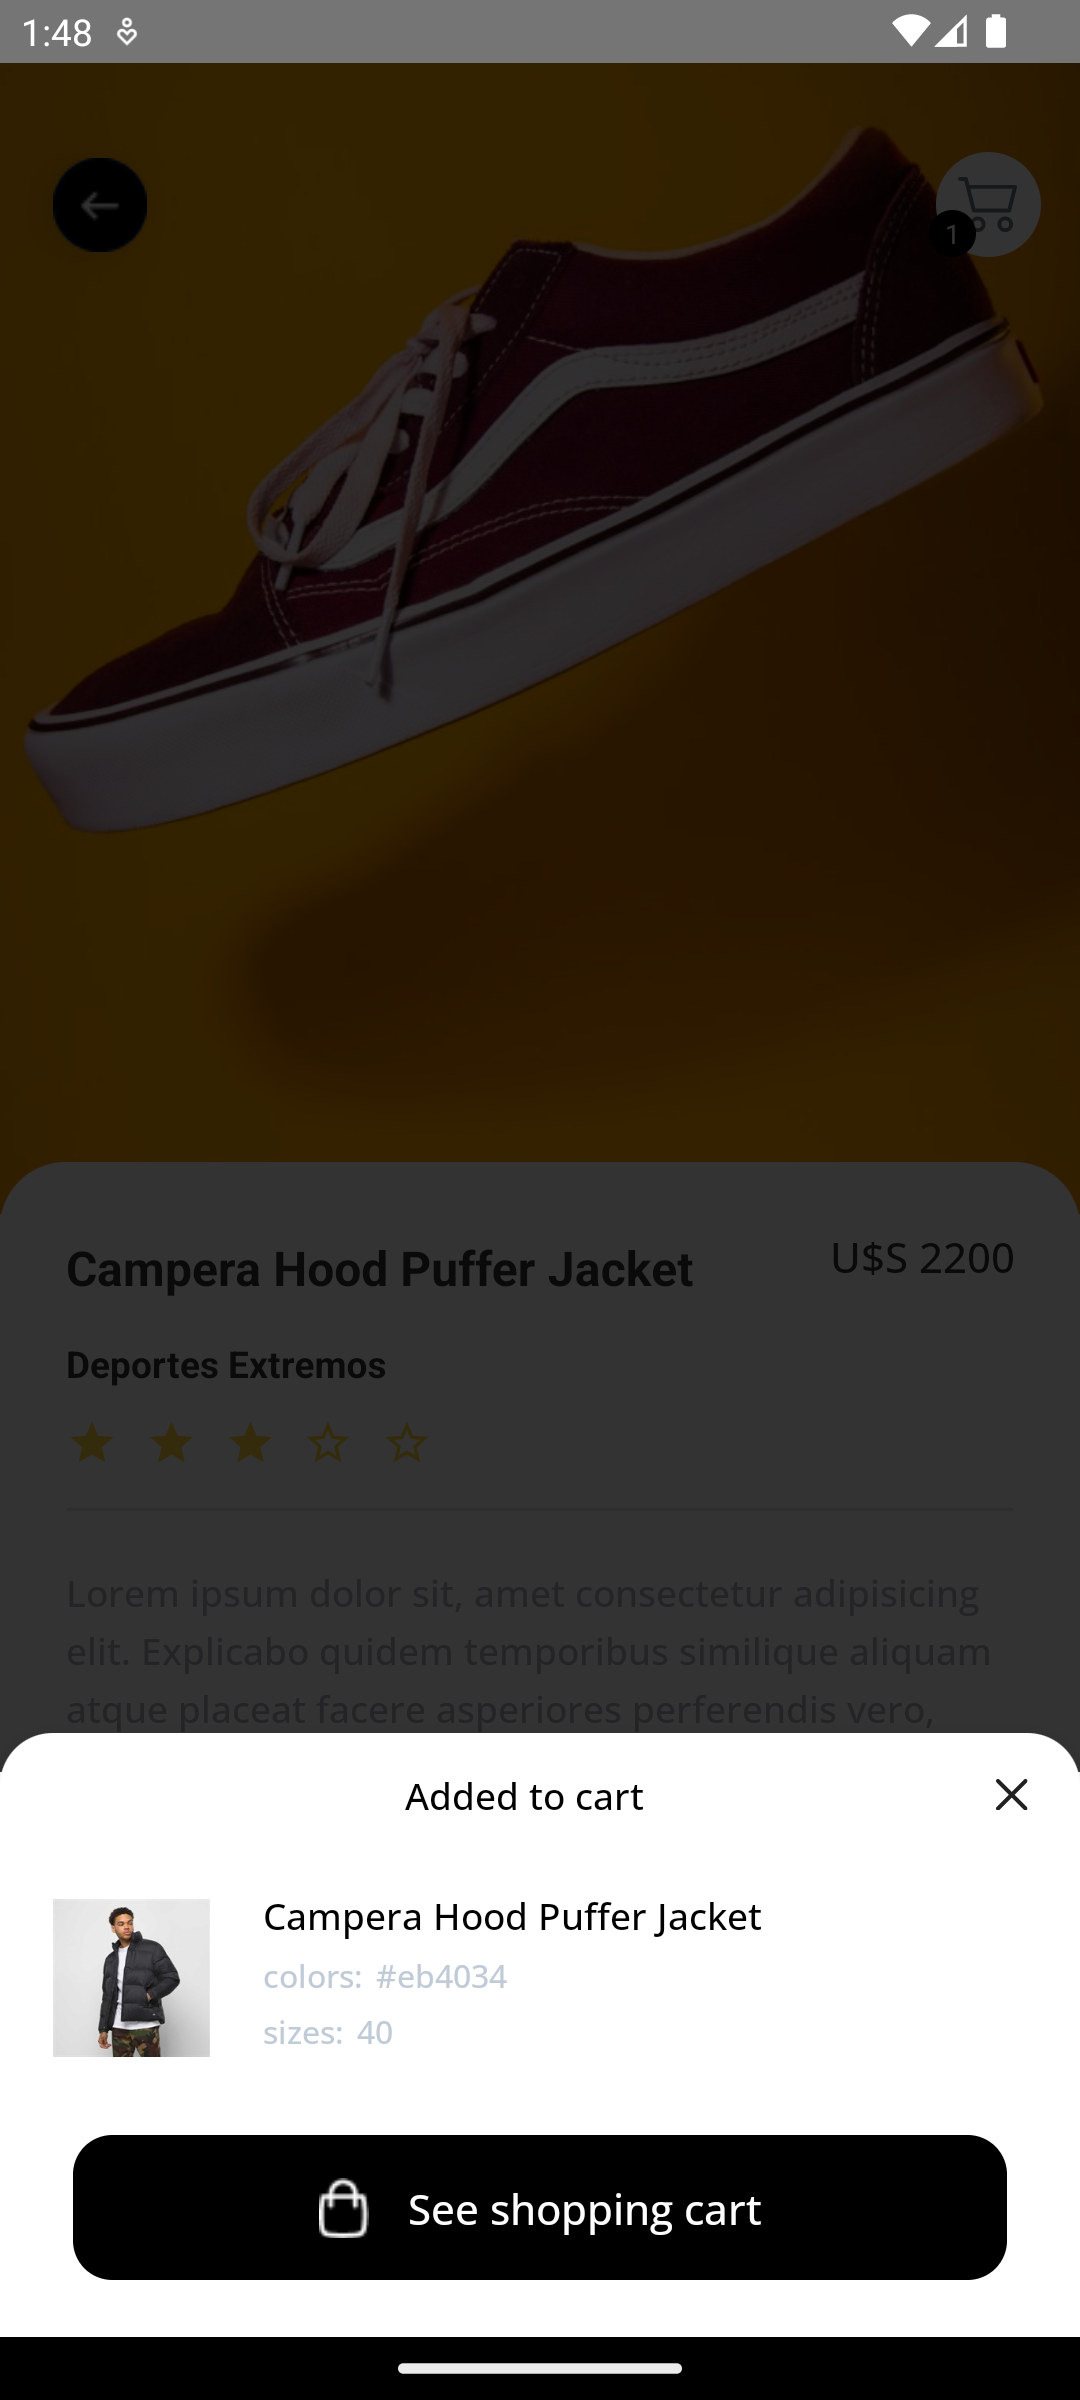 1:48
1
Campera Hood Puffer Jacket
U$S 2200
Deportes Extremos
Lorem ipsum dolor sit, amet consectetur adipisicing
elit. Explicabo quidem temporibus similique aliquam
atque placeat facere asperiores perferendis vero,
Added to cart
Campera Hood Puffer Jacket
colors: #eb4034
sizes: 40
See shopping cart